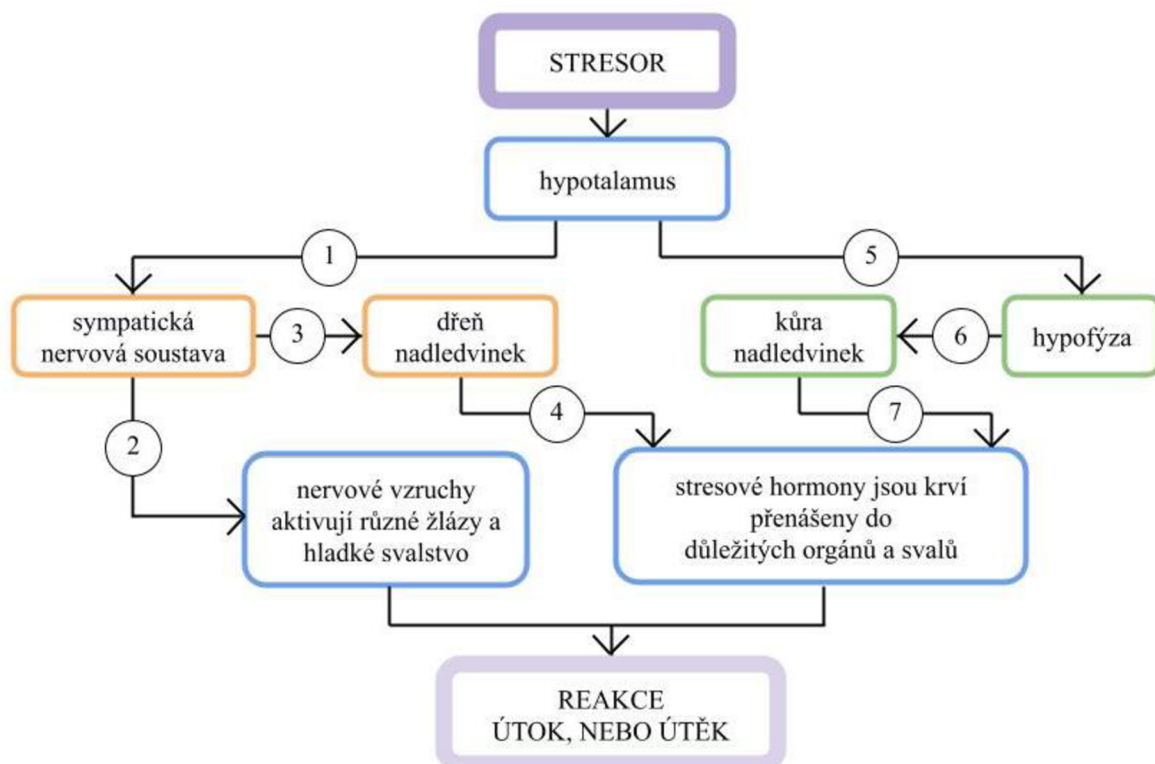 STRESOR
hypotalamus
1
5
sympatická
nervová soustava
3
dřeň
nadledvinek
kůra
nadledvinek
6
hypofýza
2
4
7
nervové vzruchy
aktivují různé žlázy a
hladké svalstvo
stresové hormony jsou krví
přenášeny do
důležitých orgánů a svalů
REAKCE
ÚTOK, NEBO ÚTĚK